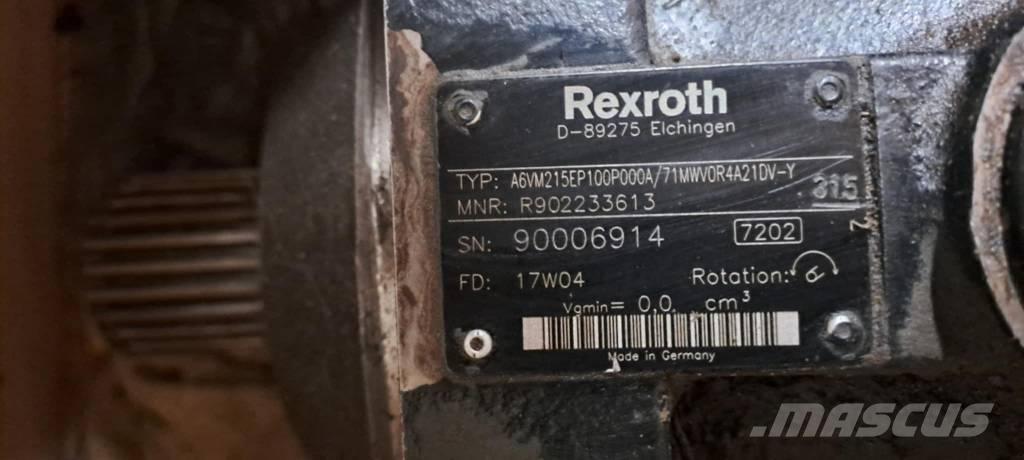 Rexroth
D-89275 Elchingen
TYP: A6VM215EP100P000A/71MWV0R4A21DV-Y
315
MNR: R902233613
SN: 90006914 7202
FD: 17W04 Rotation:
Vgmin= 0,0 cm³
Made in Germany
MASCUS